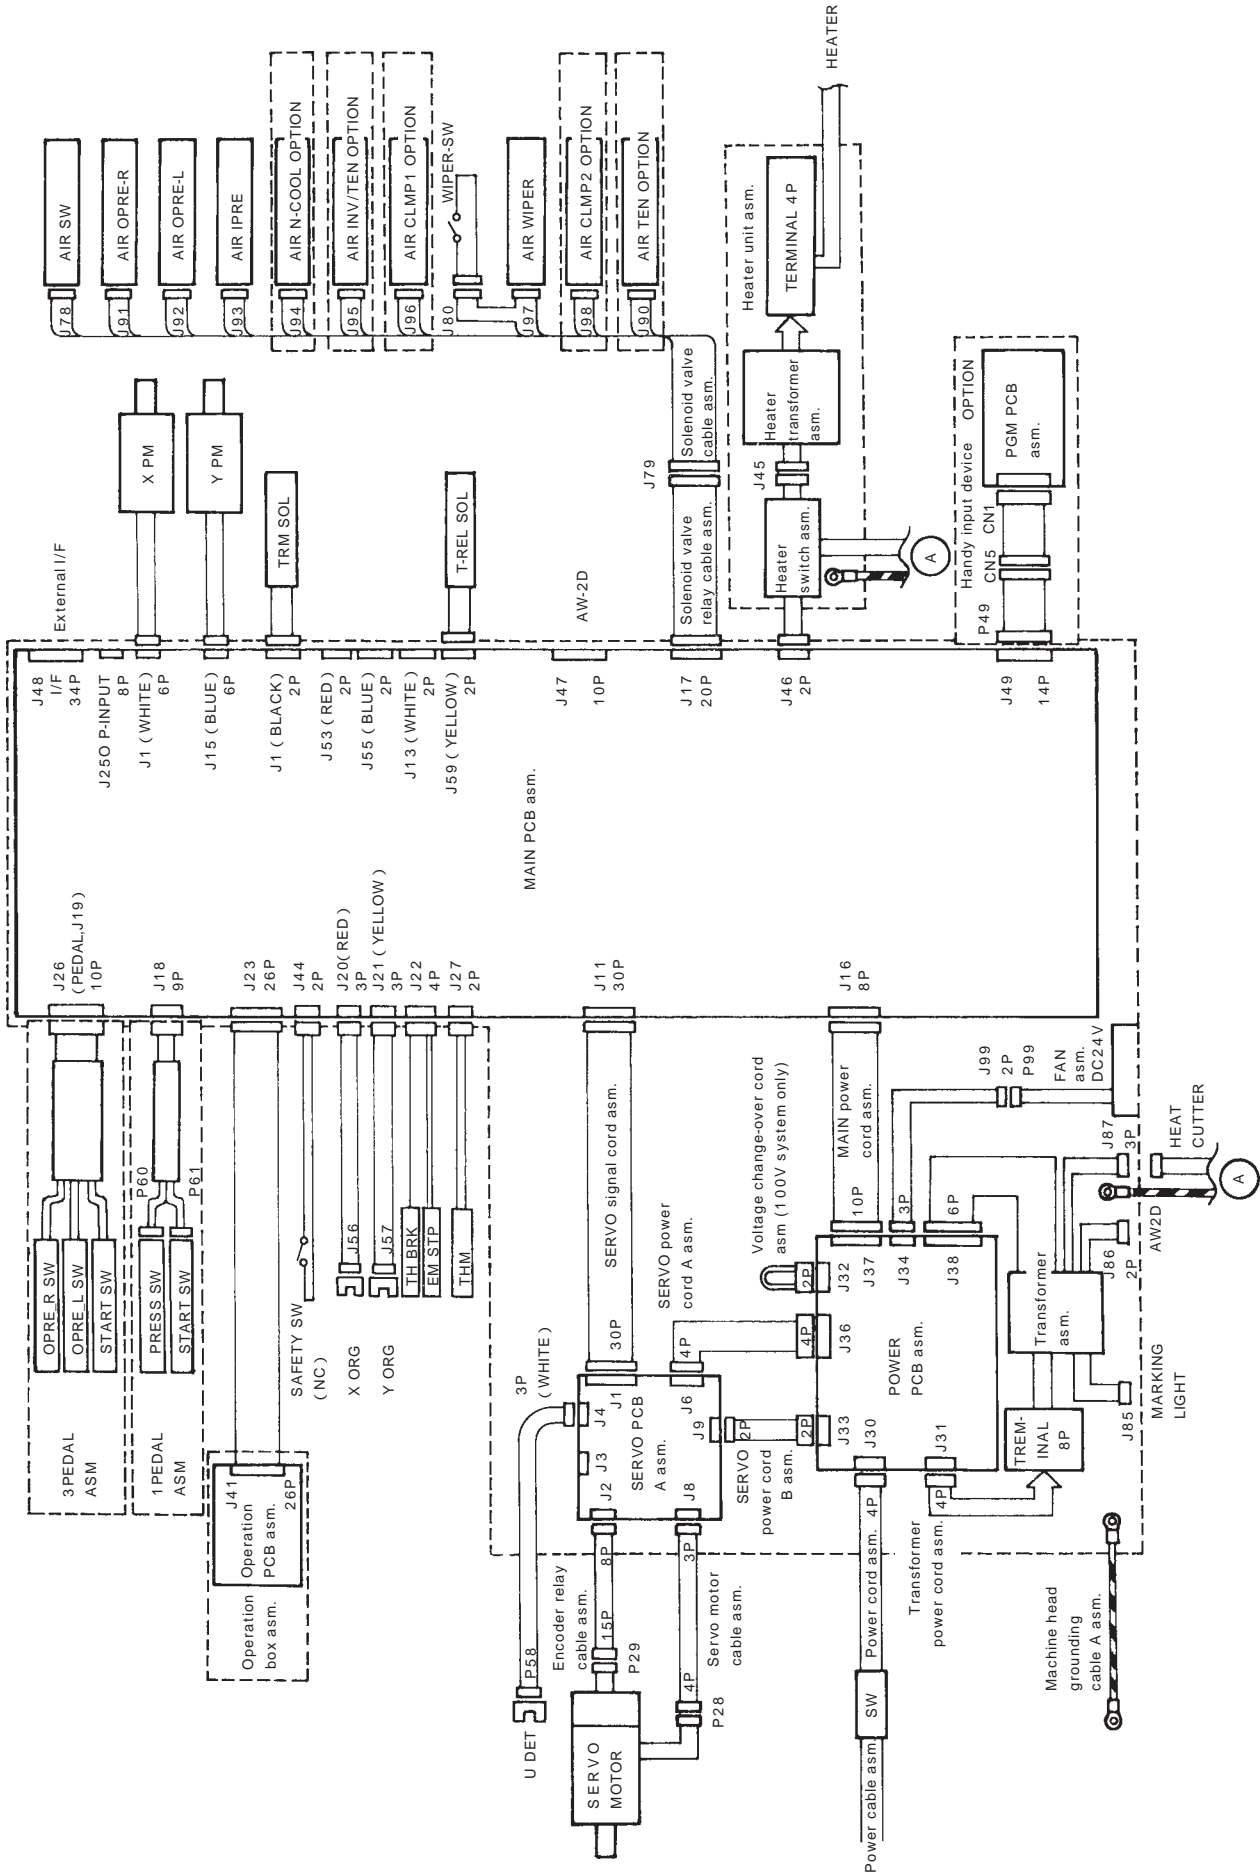 3PEDAL
ASM
OPRE_R SW
OPRE_L SW
START SW
J26
(PEDAL,J19)
10P
1PEDAL
ASM
PRESS SW
START SW
P60
P61
J18
9P
Operation
box asm.
Operation
PCB asm.
J41
26P
J23
26P
SAFETY SW
(NC)
J44
2P
X ORG
J56
J20(RED)
3P
Y ORG
J57
J21(YELLOW)
3P
TH BRK
EM STP
J22
4P
THM
J27
2P
MAIN PCB asm.
J48
I/F
34P
External I/F
J25O P-INPUT
8P
J1(WHITE)
6P
X PM
J15(BLUE)
6P
Y PM
J1(BLACK)
2P
TRM SOL
J53(RED)
2P
J55(BLUE)
2P
J13(WHITE)
2P
J59(YELLOW)
2P
T-REL SOL
J47
10P
AW-2D
J17
20P
Solenoid valve
relay cable asm.
J79
Solenoid valve
cable asm.
J78
AIR SW
J91
AIR OPRE-R
J92
AIR OPRE-L
J93
AIR IPRE
J94
AIR N-COOL OPTION
J95
AIR INV/TEN OPTION
J96
AIR CLMP1 OPTION
J80
WIPER-SW
J97
AIR WIPER
J98
AIR CLMP2 OPTION
J90
AIR TEN OPTION
J46
2P
Heater
switch asm.
J45
Heater
transformer
asm.
Heater unit asm.
TERMINAL 4P
HEATER
A
J49
14P
P49
CN5
CN1
Handy input device OPTION
PGM PCB
asm.
U DET
P58
3P
(WHITE)
SERVO
MOTOR
P29
15P
Encoder relay
cable asm.
8P
P28
4P
Servo motor
cable asm.
3P
J2
J3
J4
J1
SERVO PCB
A asm.
J8
J9
J6
30P
SERVO signal cord asm.
J11
30P
4P
SERVO power
cord A asm.
4P
2P
SERVO
power cord
B asm.
2P
Voltage change-over cord
asm (100V system only)
2P
J33
J36
J32
J30
J31
POWER
PCB asm.
J37
J34
J38
10P
3P
6P
MAIN power
cord asm.
J16
8P
J99
2P
P99
FAN
asm.
DC24V
Power cable asm.
SW
Power cord asm.
4P
Transformer
power cord asm.
4P
TREM-
INAL
8P
Transformer
asm.
J85
MARKING
LIGHT
J86
2P
AW2D
J87
3P
HEAT
CUTTER
A
Machine head
grounding
cable A asm.